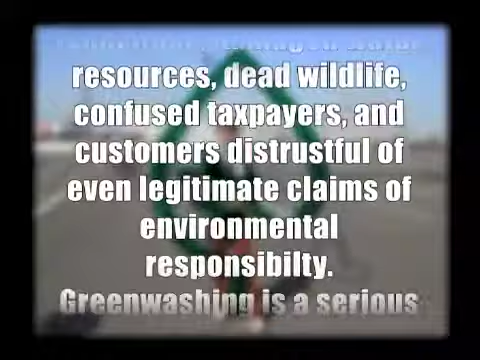 resources, dead wildlife,
confused taxpayers, and
customers distrustful of
even legitimate claims of
environmental
responsibilty.
Greenwashing is a serious